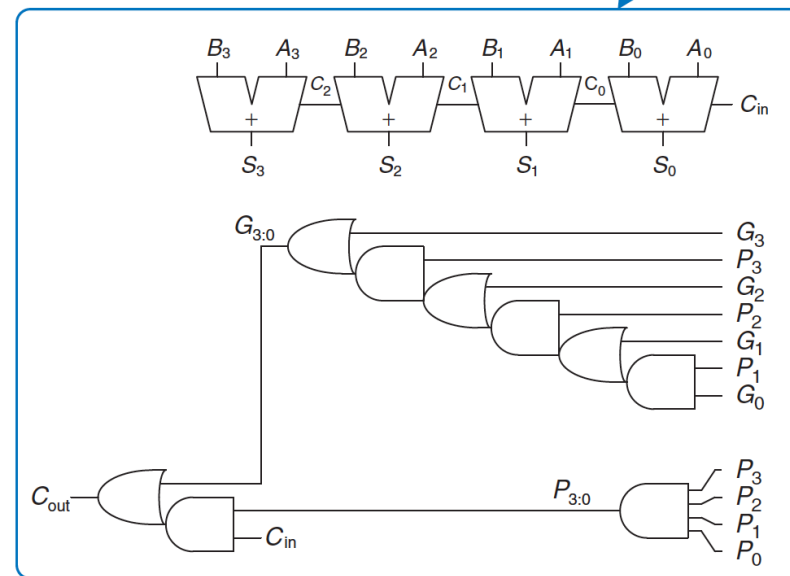 B3 A3 B2 A2 B1 A1 B0 A0
C2 C1 C0 Cin
+ + + +
S3 S2 S1 S0
G3:0 G3
P3
G2
P2
G1
P1
G0
P3
P3:0 P2
Cout P1
Cin P0